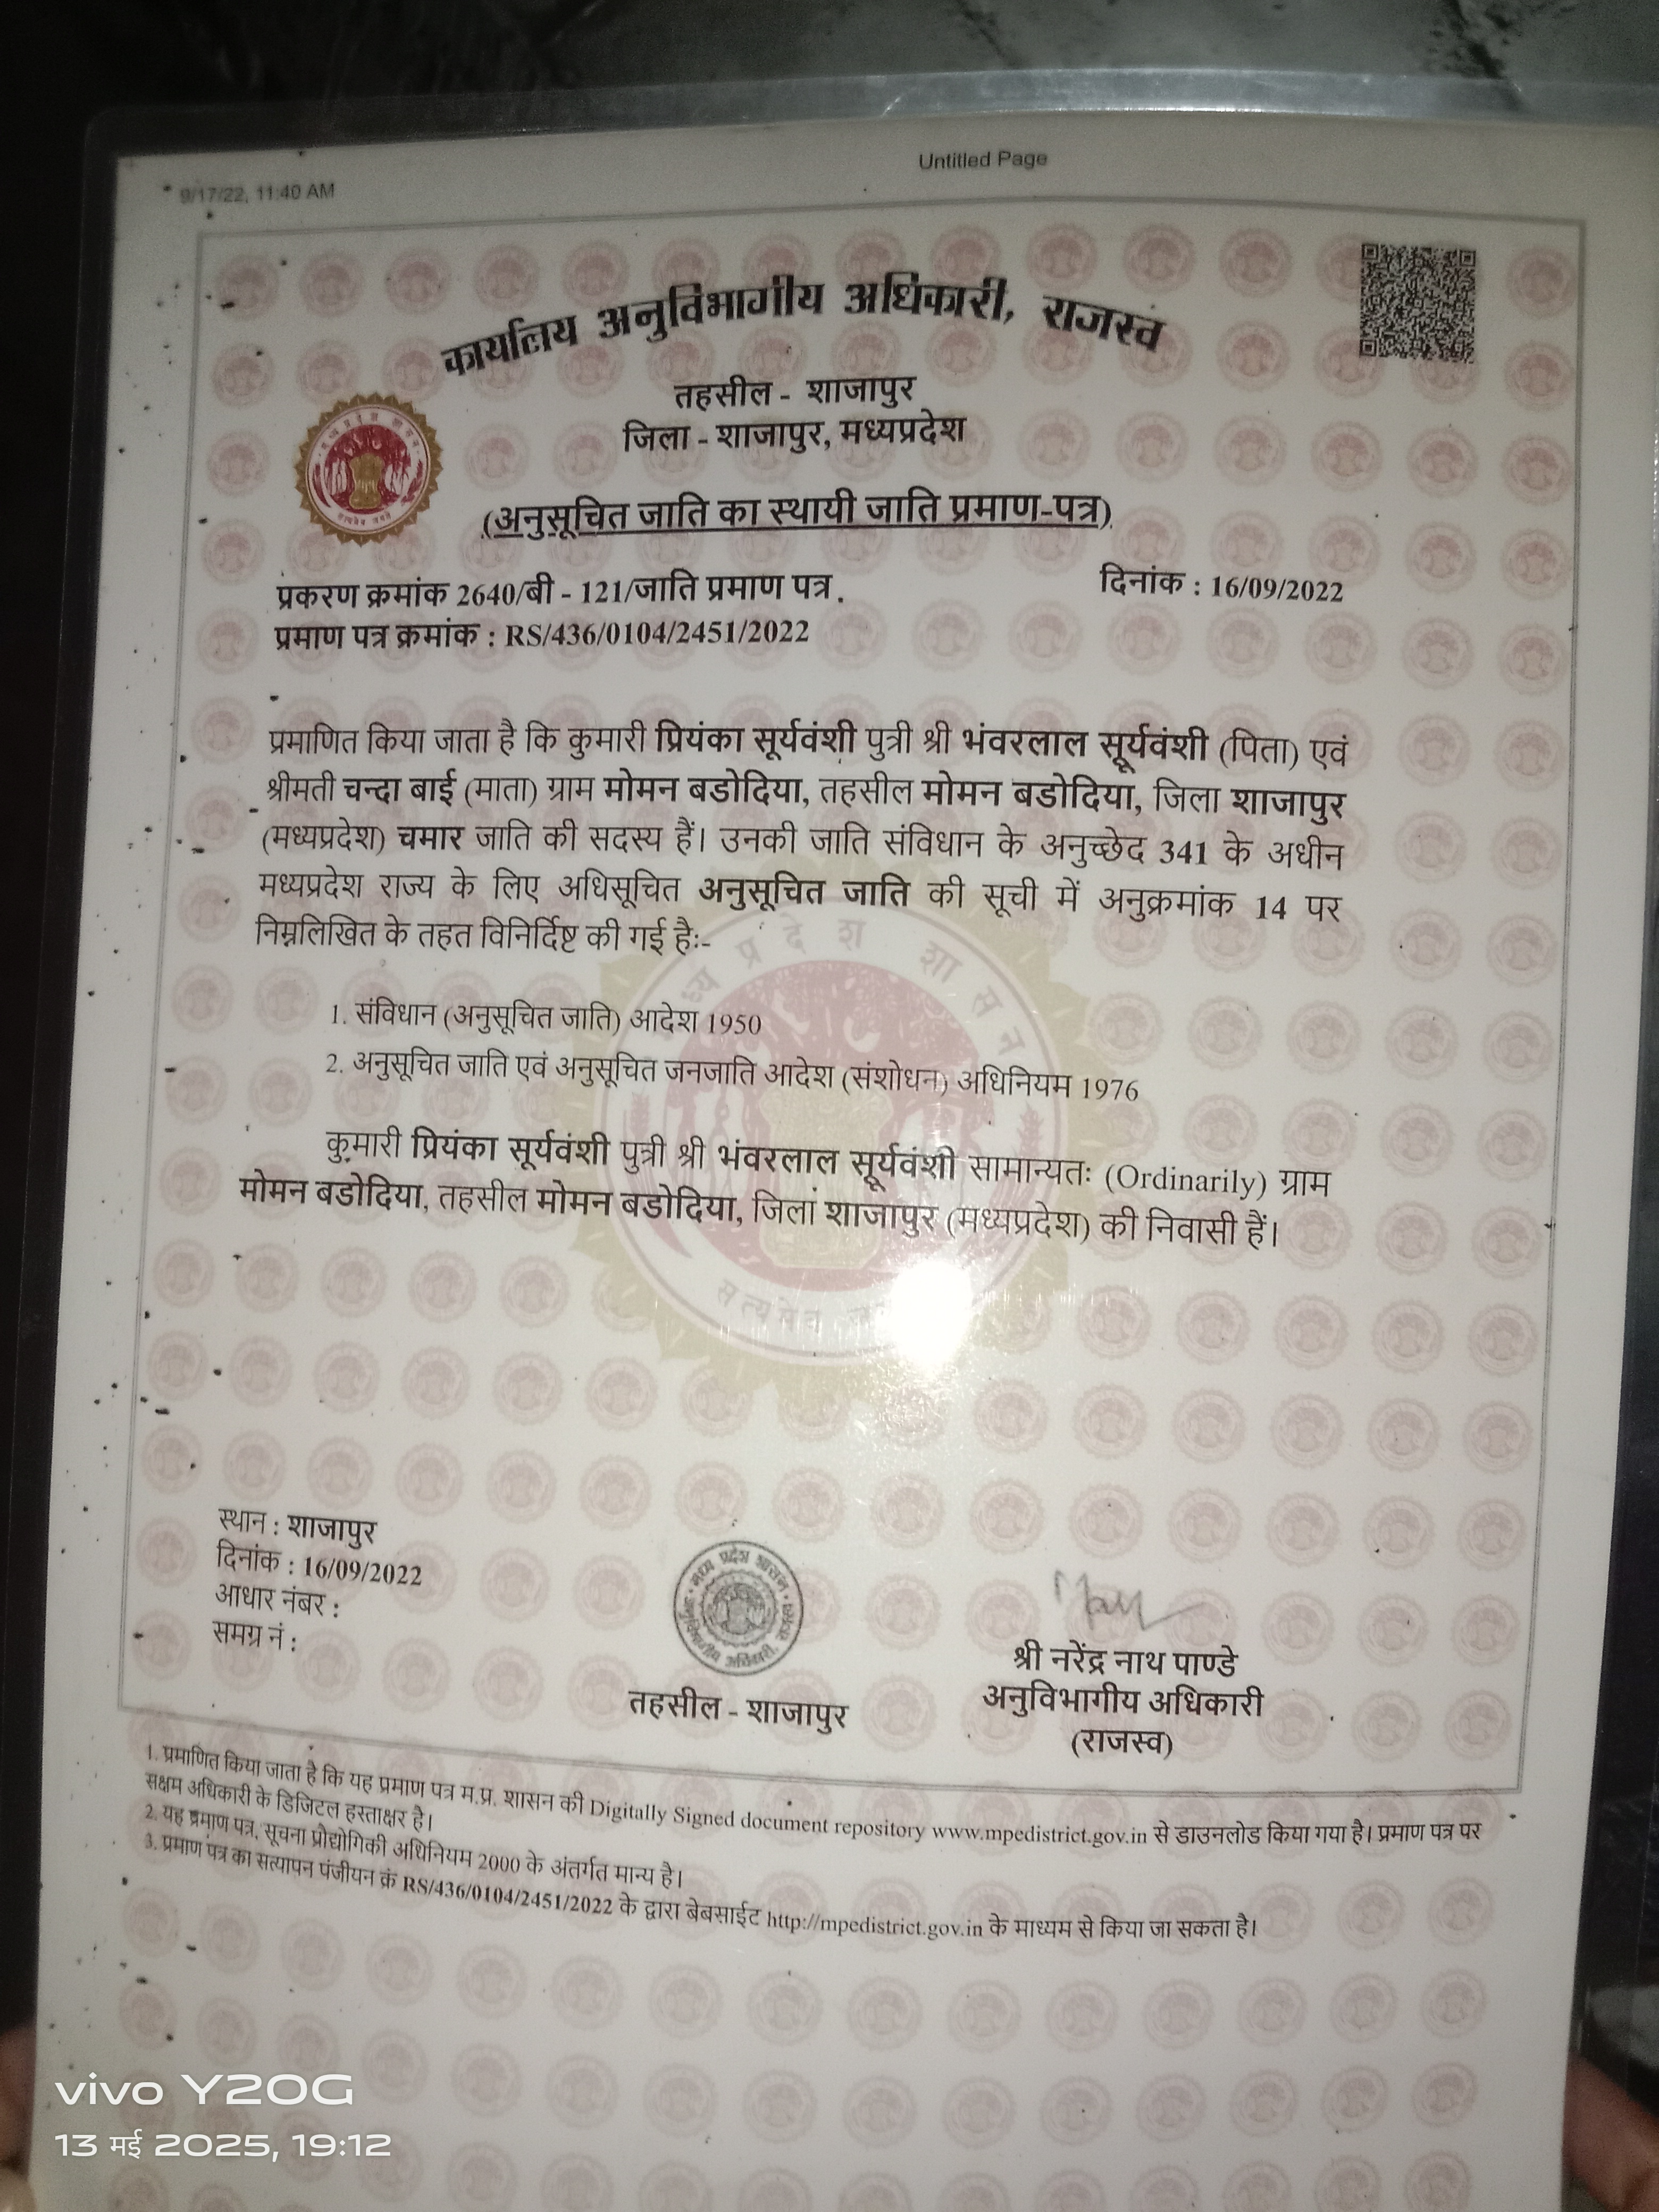 9/17/22, 11:40 AM
Untitled Page
कार्यालय अनुविभागीय अधिकारी, राजस्व
तहसील - शाजापुर
जिला - शाजापुर, मध्यप्रदेश
(अनुसूचित जाति का स्थायी जाति प्रमाण-पत्र)
प्रकरण क्रमांक 2640/बी - 121/जाति प्रमाण पत्र
दिनांक : 16/09/2022
प्रमाण पत्र क्रमांक : RS/436/0104/2451/2022
प्रमाणित किया जाता है कि कुमारी प्रियंका सूर्यवंशी पुत्री श्री भंवरलाल सूर्यवंशी (पिता) एवं
श्रीमती चन्दा बाई (माता) ग्राम मोमन बडोदिया, तहसील मोमन बडोदिया, जिला शाजापुर
(मध्यप्रदेश) चमार जाति की सदस्य हैं। उनकी जाति संविधान के अनुच्छेद 341 के अधीन
मध्यप्रदेश राज्य के लिए अधिसूचित अनुसूचित जाति की सूची में अनुक्रमांक 14 पर
निम्नलिखित के तहत विनिर्दिष्ट की गई हैः-
1. संविधान (अनुसूचित जाति) आदेश 1950
2. अनुसूचित जाति एवं अनुसूचित जनजाति आदेश (संशोधन) अधिनियम 1976
कुमारी प्रियंका सूर्यवंशी पुत्री श्री भंवरलाल सूर्यवंशी सामान्यतः (Ordinarily) ग्राम
मोमन बडोदिया, तहसील मोमन बडोदिया, जिला शाजापुर (मध्यप्रदेश) की निवासी हैं।
स्थान : शाजापुर
दिनांक : 16/09/2022
आधार नंबर :
समग्र नं :
मध्य प्रदेश शासन
अनुविभागीय अधिकारी, राजस्व
तहसील - शाजापुर
श्री नरेंद्र नाथ पाण्डे
अनुविभागीय अधिकारी
(राजस्व)
1. प्रमाणित किया जाता है कि यह प्रमाण पत्र म.प्र. शासन की Digitally Signed document repository www.mpedistrict.gov.in से डाउनलोड किया गया है। प्रमाण पत्र पर
सक्षम अधिकारी के डिजिटल हस्ताक्षर है।
2. यह प्रमाण पत्र, सूचना प्रौद्योगिकी अधिनियम 2000 के अंतर्गत मान्य है।
3. प्रमाण पत्र का सत्यापन पंजीयन क्रं RS/436/0104/2451/2022 के द्वारा बेबसाईट http://mpedistrict.gov.in के माध्यम से किया जा सकता है।
vivo Y20G
13 मई 2025, 19:12